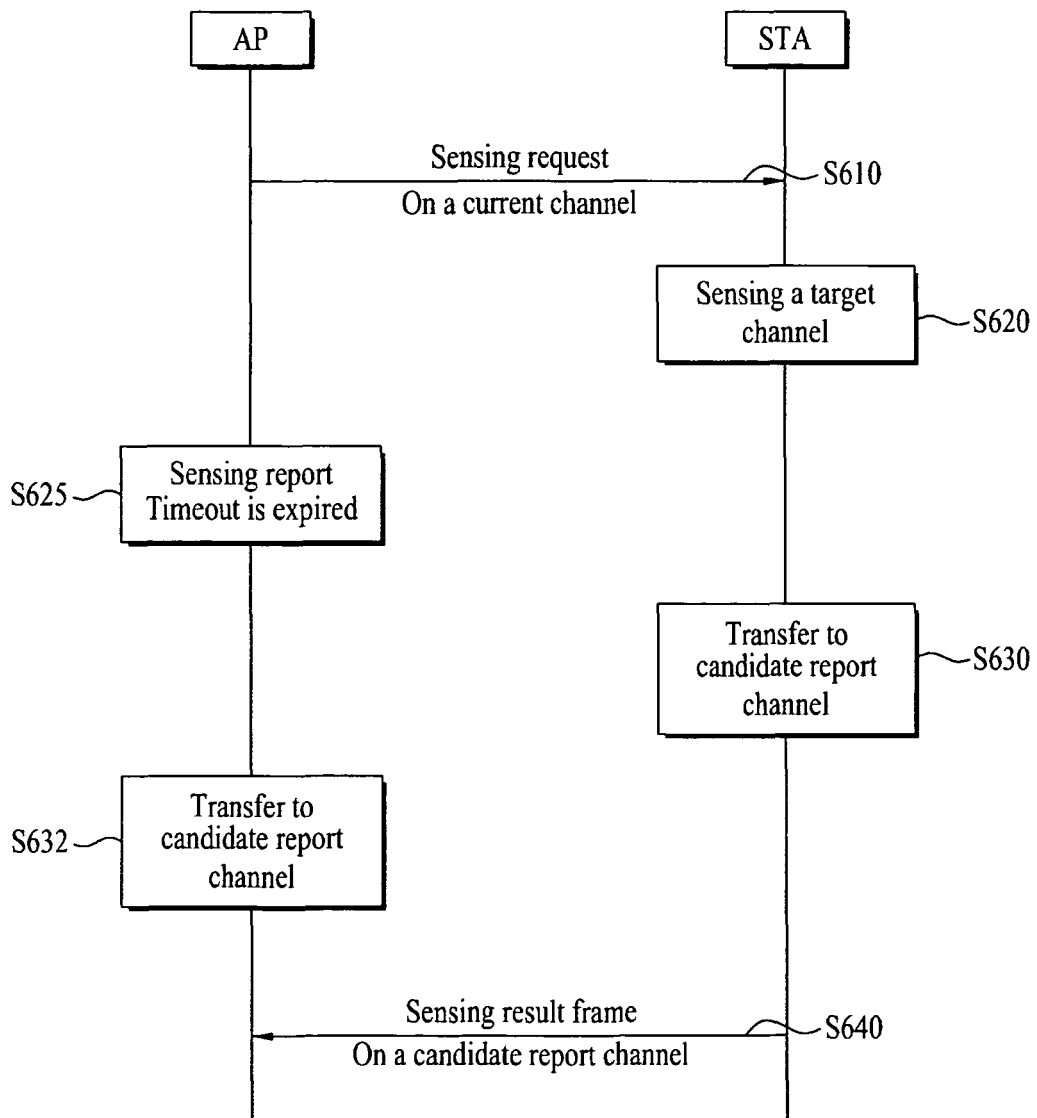 AP
STA
Sensing request
S610
On a current channel
Sensing a target
channel
S620
Sensing report
Timeout is expired
S625
Transfer to
candidate report
channel
S630
Transfer to
candidate report
channel
S632
Sensing result frame
S640
On a candidate report channel